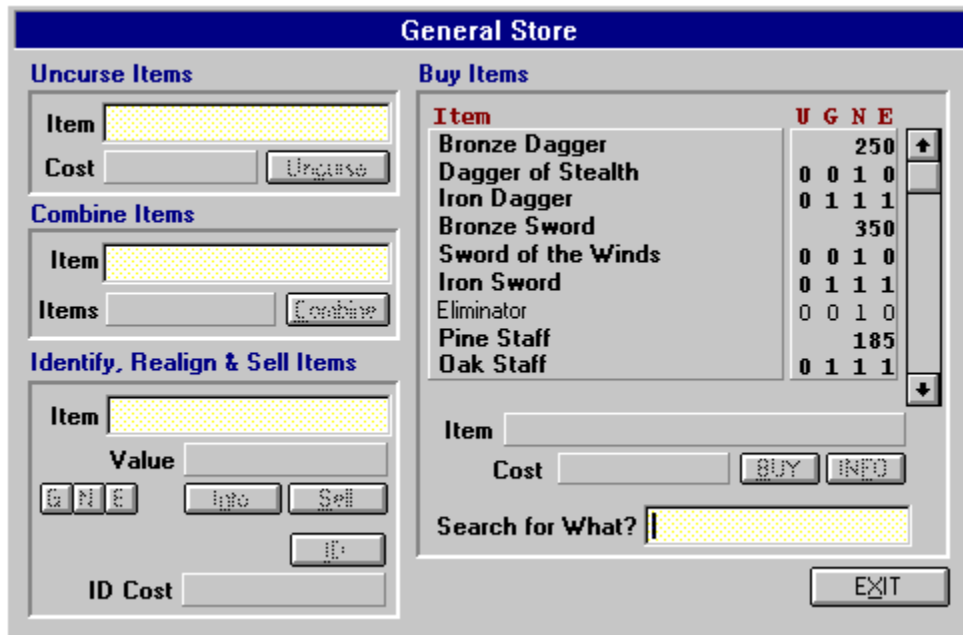 General Store
Uncurse Items
Item
Cost
Uncurse
Combine Items
Item
Items
Combine
Identify, Realign & Sell Items
Item
Value
G N E
Info
Sell
ID
ID Cost
Buy Items
Item U G N E
Bronze Dagger 250
Dagger of Stealth 0 0 1 0
Iron Dagger 0 1 1 1
Bronze Sword 350
Sword of the Winds 0 0 1 0
Iron Sword 0 1 1 1
Eliminator 0 0 1 0
Pine Staff 185
Oak Staff 0 1 1 1
Item
Cost
BUY
INFO
Search for What?
EXIT